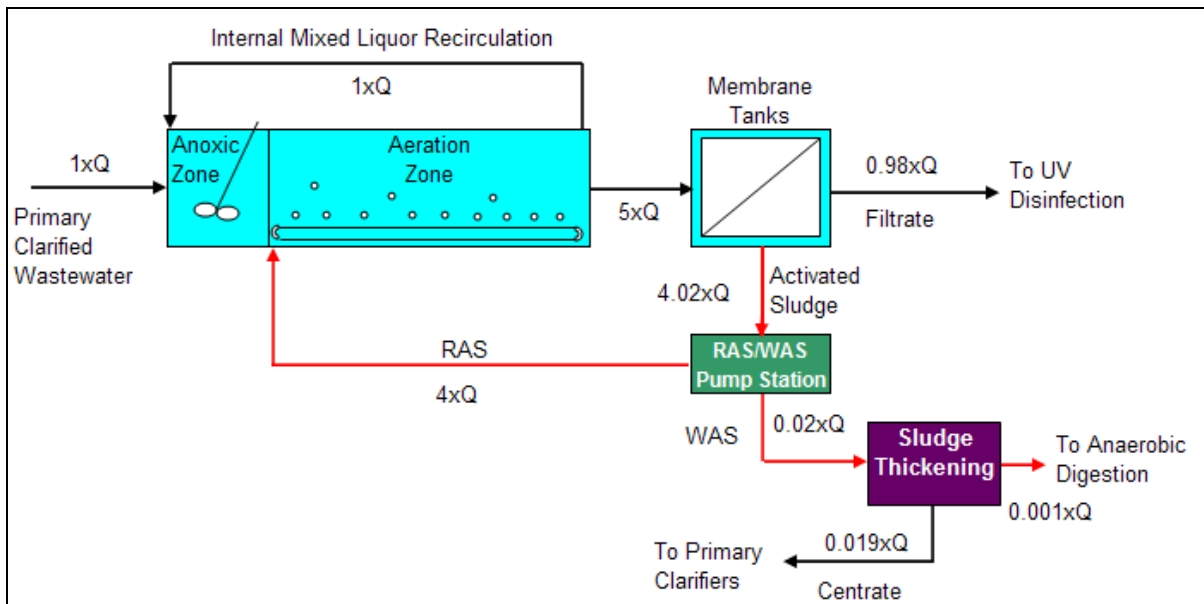 Internal Mixed Liquor Recirculation
1xQ
Membrane
Tanks
Anoxic
Zone
Aeration
Zone
1xQ
0.98xQ
To UV
Disinfection
5xQ
Filtrate
Primary
Clarified
Wastewater
4.02xQ
Activated
Sludge
RAS
4xQ
RAS/WAS
Pump Station
WAS
0.02xQ
Sludge
Thickening
To Anaerobic
Digestion
0.001xQ
0.019xQ
To Primary
Clarifiers
Centrate